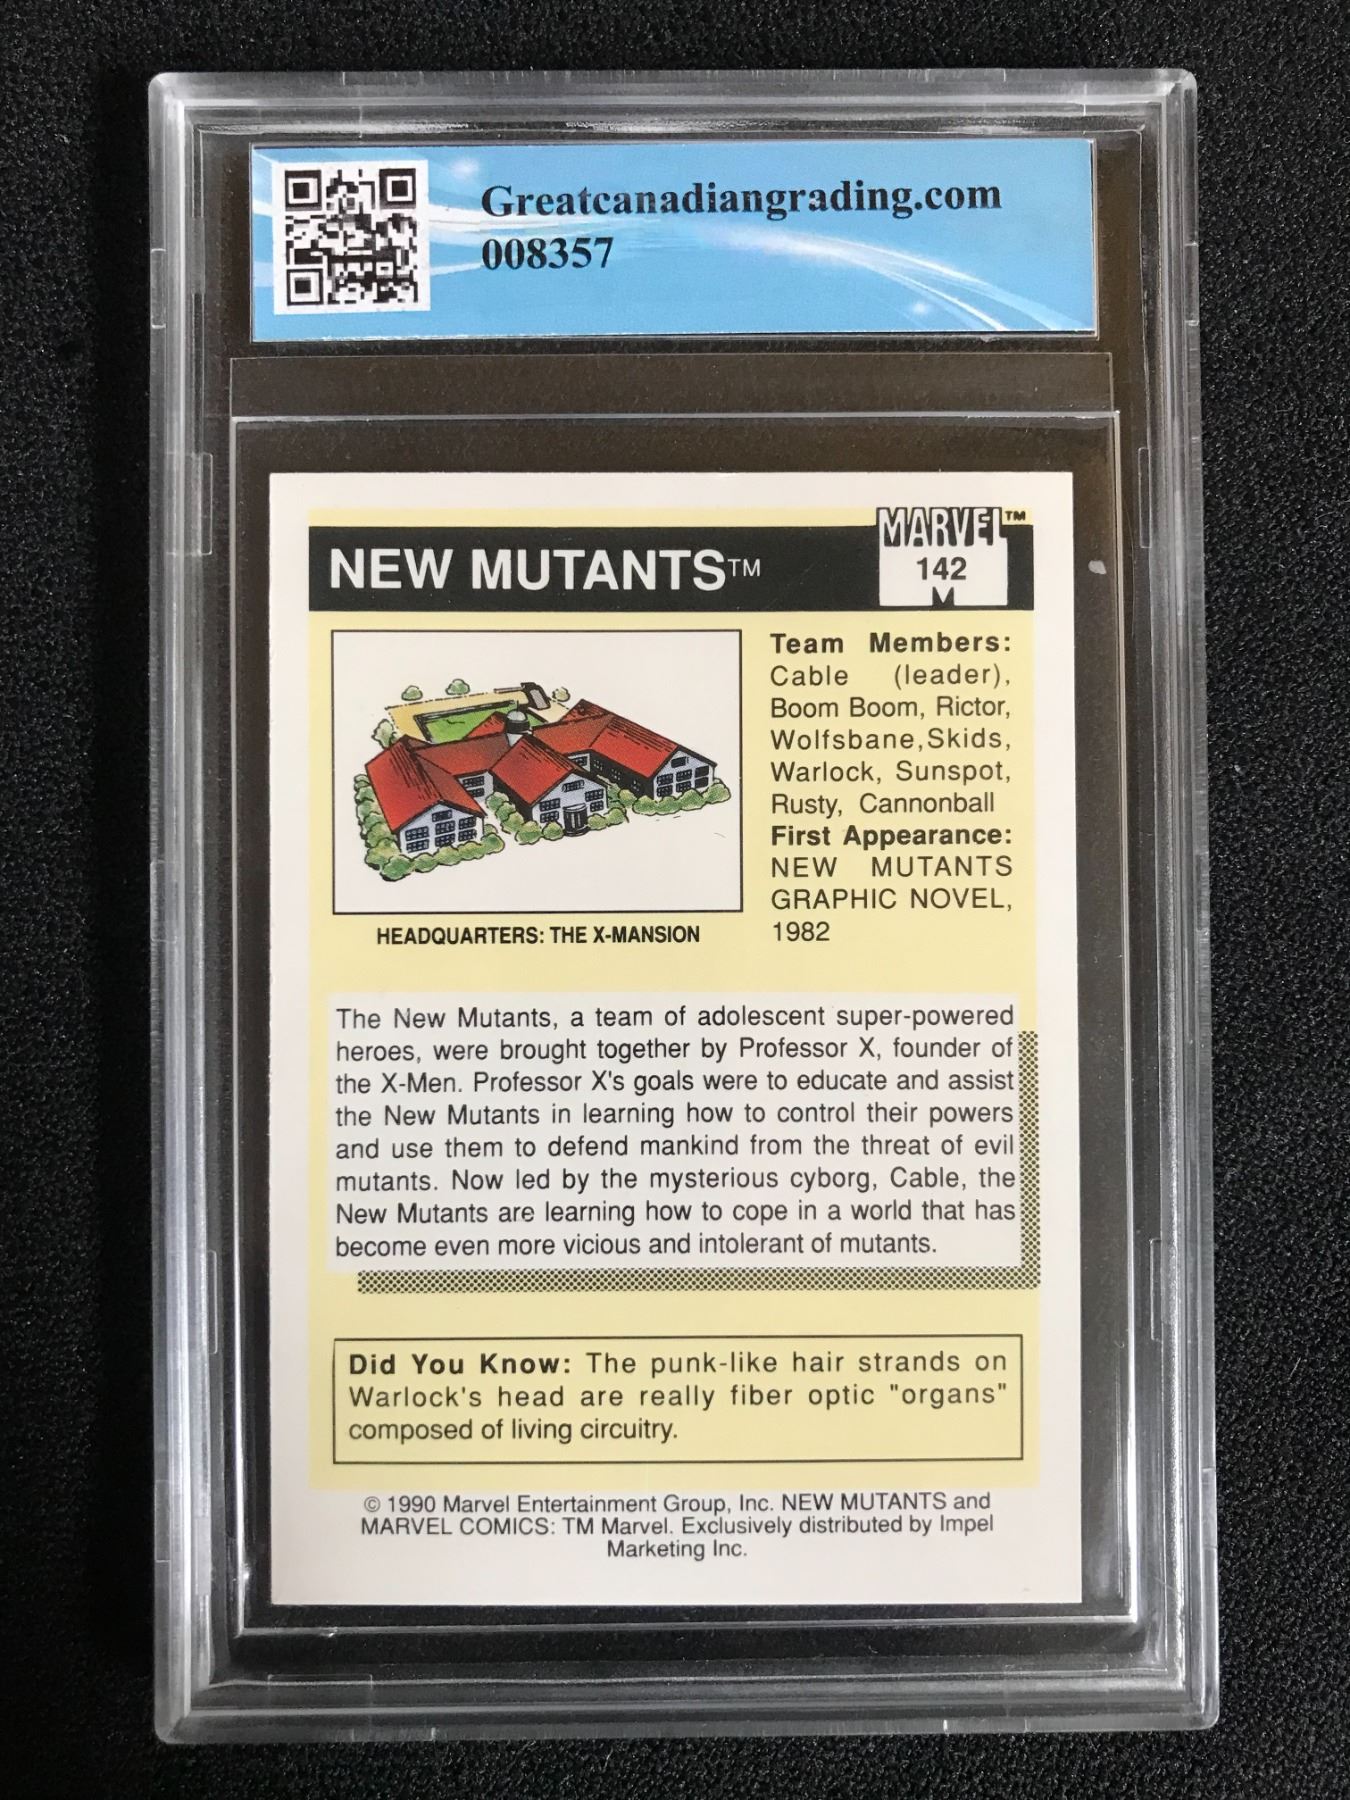 Greatcanadiangrading.com
008357
NEW MUTANTS™
MARVEL™
142
HEADQUARTERS: THE X-MANSION
Team Members:
Cable (leader),
Boom Boom, Rictor,
Wolfsbane, Skids,
Warlock, Sunspot,
Rusty, Cannonball
First Appearance:
NEW MUTANTS
GRAPHIC NOVEL,
1982
The New Mutants, a team of adolescent super-powered
heroes, were brought together by Professor X, founder of
the X-Men. Professor X's goals were to educate and assist
the New Mutants in learning how to control their powers
and use them to defend mankind from the threat of evil
mutants. Now led by the mysterious cyborg, Cable, the
New Mutants are learning how to cope in a world that has
become even more vicious and intolerant of mutants.
Did You Know: The punk-like hair strands on
Warlock's head are really fiber optic "organs"
composed of living circuitry.
© 1990 Marvel Entertainment Group, Inc. NEW MUTANTS and
MARVEL COMICS: TM Marvel. Exclusively distributed by Impel
Marketing Inc.